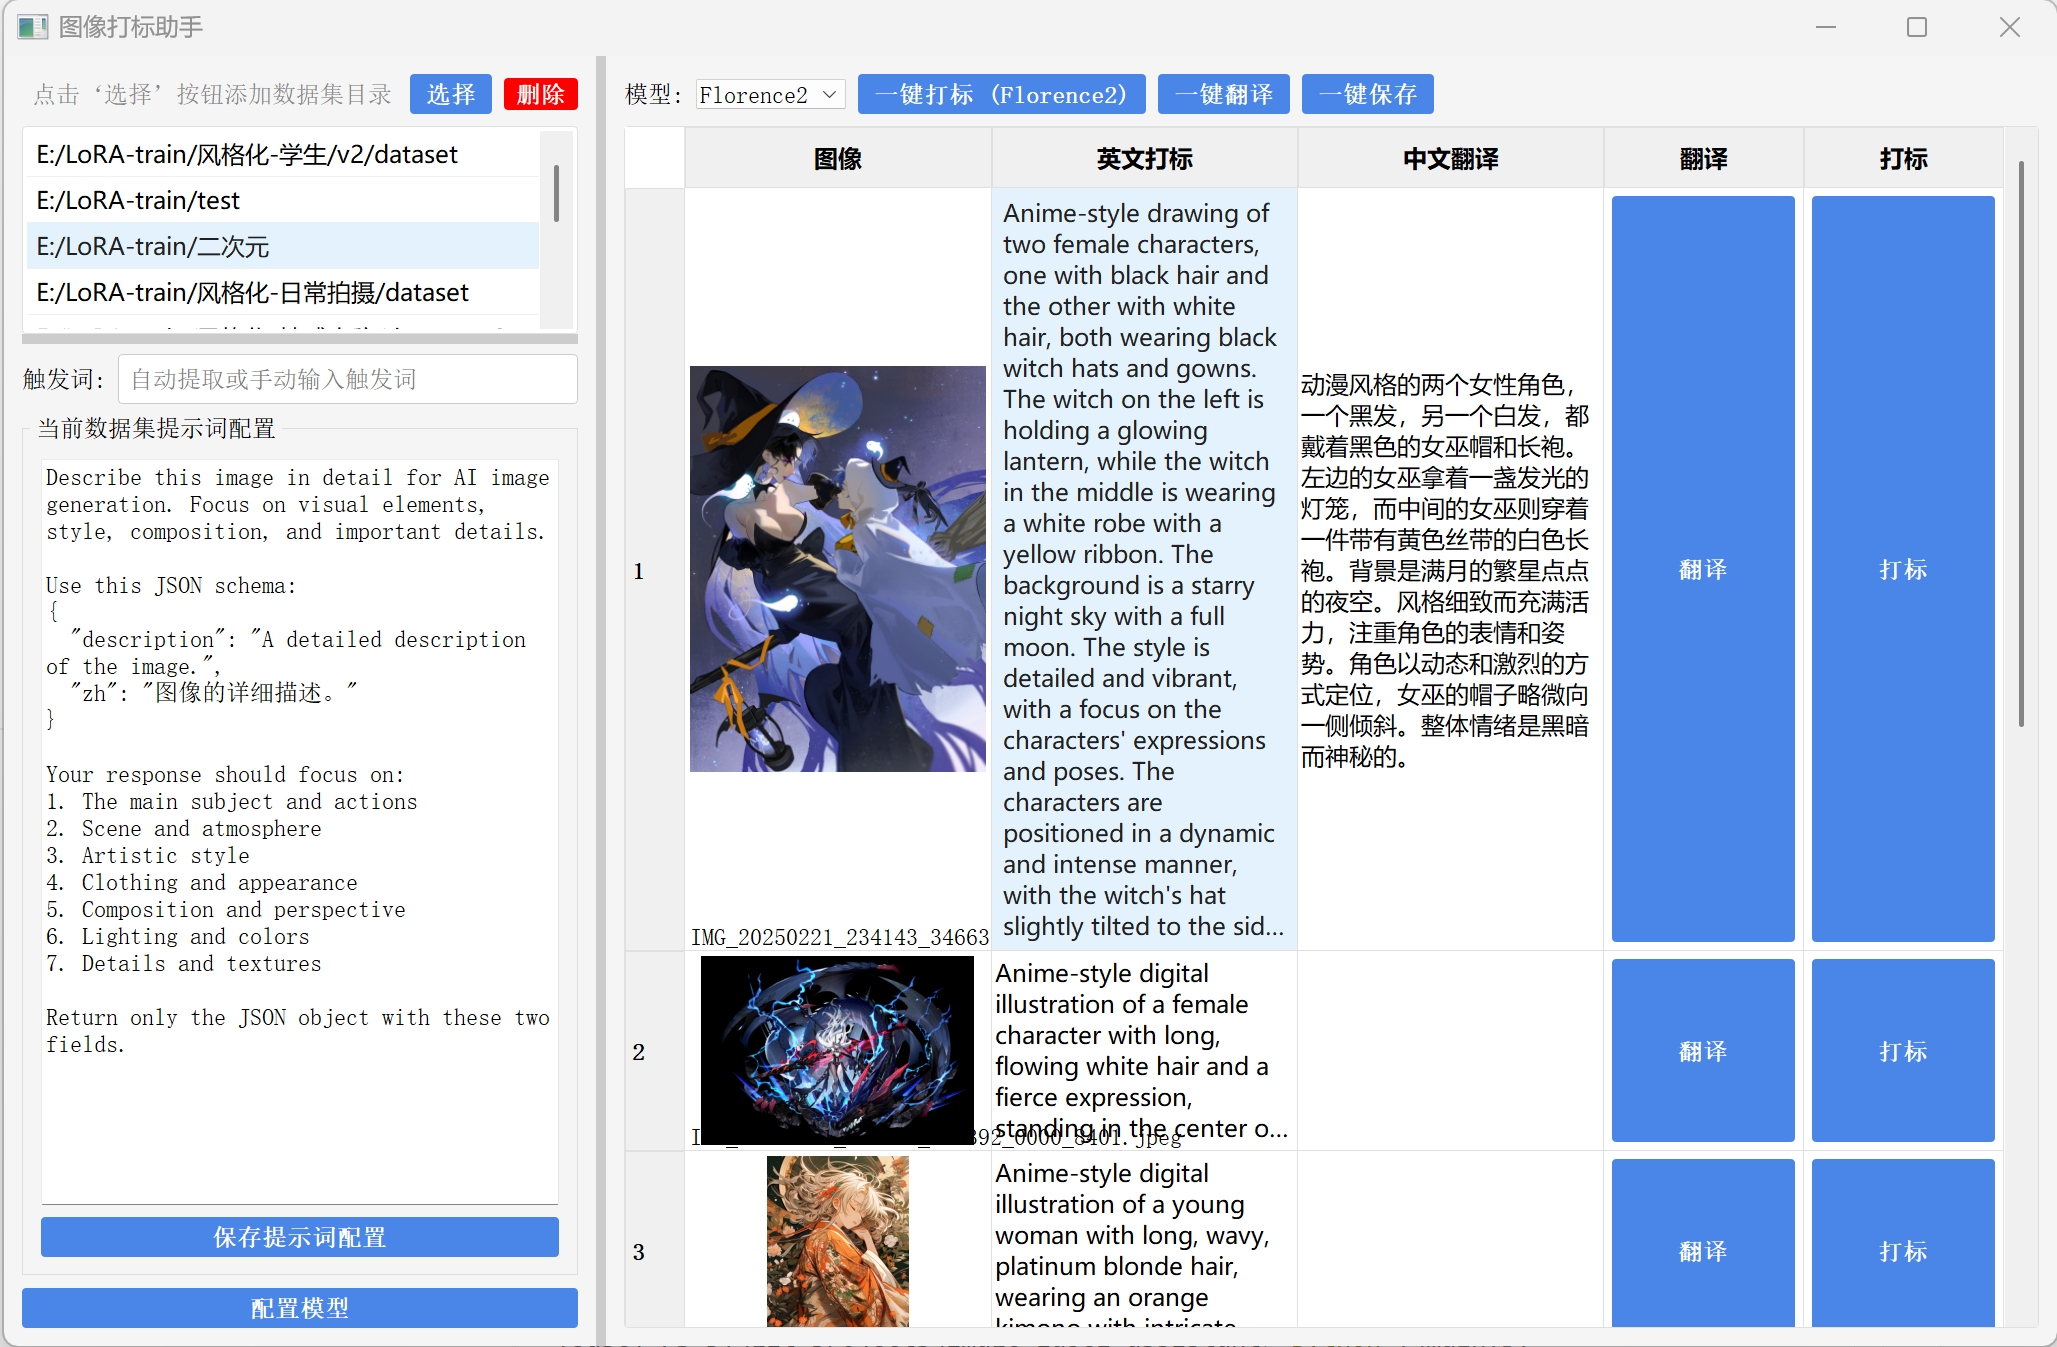 图像打标助手
点击‘选择’按钮添加数据集目录
选择
删除
E:/LoRA-train/风格化-学生/v2/dataset
E:/LoRA-train/test
E:/LoRA-train/二次元
E:/LoRA-train/风格化-日常拍摄/dataset
触发词:
自动提取或手动输入触发词
当前数据集提示词配置
Describe this image in detail for AI image
generation. Focus on visual elements,
style, composition, and important details.
Use this JSON schema:
{
"description": "A detailed description
of the image.",
"zh": "图像的详细描述。"
}
Your response should focus on:
1. The main subject and actions
2. Scene and atmosphere
3. Artistic style
4. Clothing and appearance
5. Composition and perspective
6. Lighting and colors
7. Details and textures
Return only the JSON object with these two
fields.
保存提示词配置
配置模型
模型:
Florence2
一键打标 (Florence2)
一键翻译
一键保存
图像
英文打标
中文翻译
翻译
打标
1
IMG_20250221_234143_34663
Anime-style drawing of
two female characters,
one with black hair and
the other with white
hair, both wearing black
witch hats and gowns.
The witch on the left is
holding a glowing
lantern, while the witch
in the middle is wearing
a white robe with a
yellow ribbon. The
background is a starry
night sky with a full
moon. The style is
detailed and vibrant,
with a focus on the
characters' expressions
and poses. The
characters are
positioned in a dynamic
and intense manner,
with the witch's hat
slightly tilted to the sid...
动漫风格的两个女性角色，
一个黑发，另一个白发，都
戴着黑色的女巫帽和长袍。
左边的女巫拿着一盏发光的
灯笼，而中间的女巫则穿着
一件带有黄色丝带的白色长
袍。背景是满月的繁星点点
的夜空。风格细致而充满活
力，注重角色的表情和姿
势。角色以动态和激烈的方
式定位，女巫的帽子略微向
一侧倾斜。整体情绪是黑暗
而神秘的。
翻译
打标
2
Anime-style digital
illustration of a female
character with long,
flowing white hair and a
fierce expression,
standing in the center o...
392_0000_8401.jpeg
翻译
打标
3
Anime-style digital
illustration of a young
woman with long, wavy,
platinum blonde hair,
wearing an orange
kimono with intricate
翻译
打标